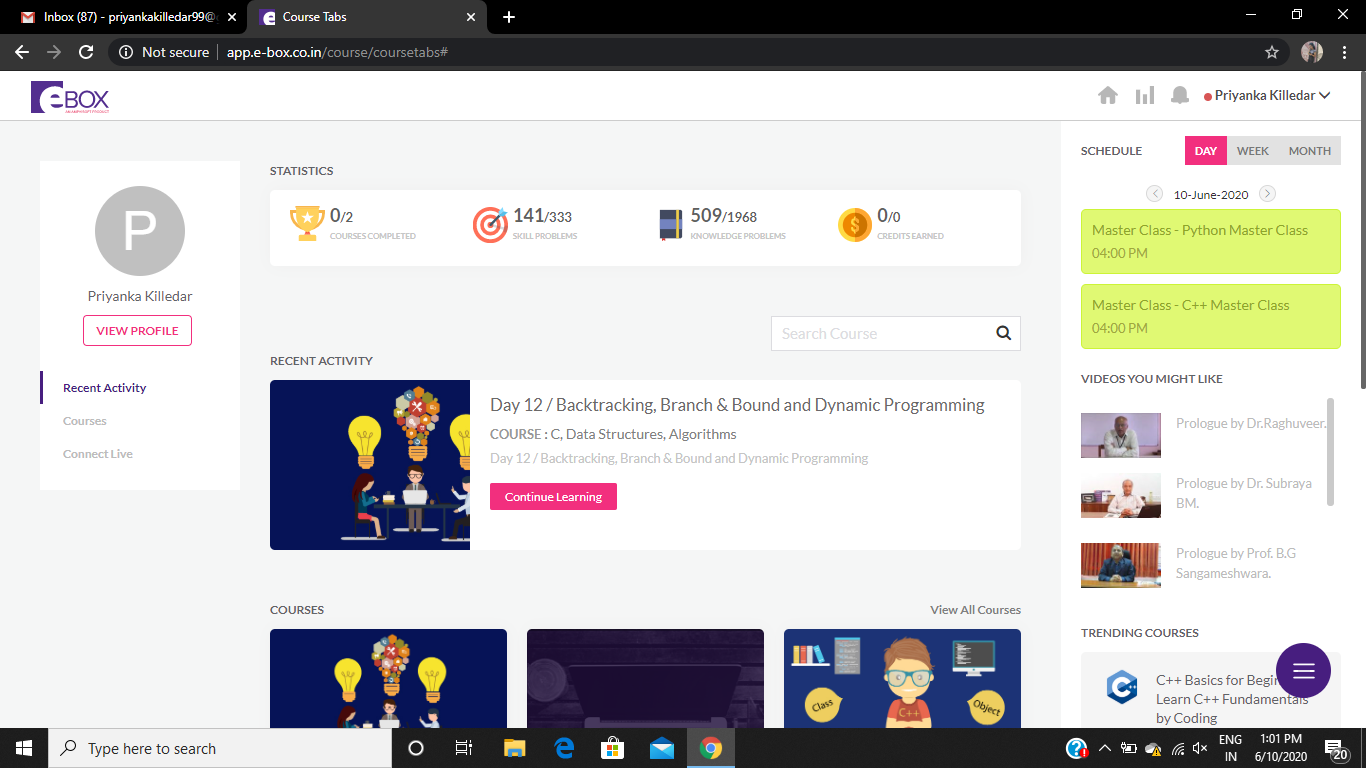 Inbox (87) - priyankakilledar99@
Course Tabs
Not secure
app.e-box.co.in/course/coursetabs#
eBOX
Priyanka Killedar
P
Priyanka Killedar
VIEW PROFILE
Recent Activity
Courses
Connect Live
STATISTICS
0/2
COURSES COMPLETED
141/333
SKILL PROBLEMS
509/1968
KNOWLEDGE PROBLEMS
0/0
CREDITS EARNED
Search Course
RECENT ACTIVITY
Day 12 / Backtracking, Branch & Bound and Dynamic Programming
COURSE : C, Data Structures, Algorithms
Day 12 / Backtracking, Branch & Bound and Dynamic Programming
Continue Learning
COURSES
View All Courses
Class
C++
Object
SCHEDULE
DAY
WEEK
MONTH
10-June-2020
Master Class - Python Master Class
04:00 PM
Master Class - C++ Master Class
04:00 PM
VIDEOS YOU MIGHT LIKE
Prologue by Dr.Raghuveer.
Prologue by Dr. Subraya
BM.
Prologue by Prof. B.G
Sangameshwara.
TRENDING COURSES
C++ Basics for
Learn C++ Fundamentals
by Coding
Type here to search
ENG
IN
1:01 PM
6/10/2020
20